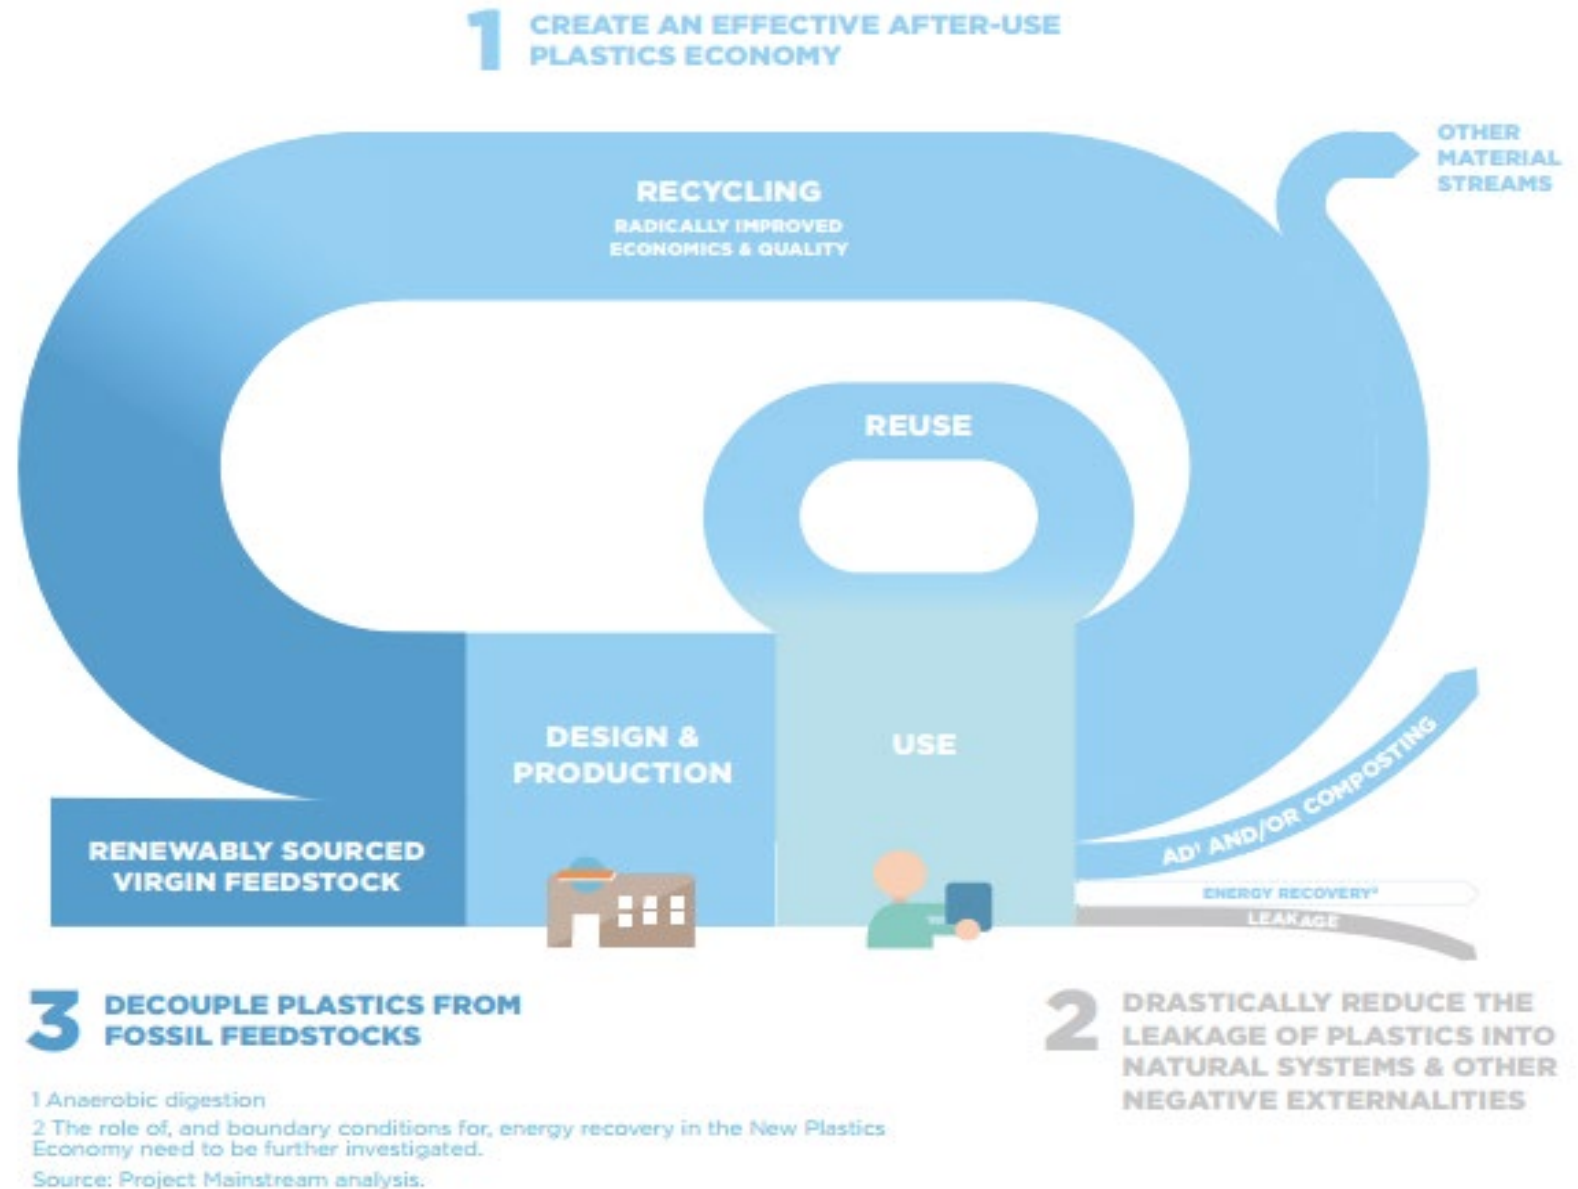 1 CREATE AN EFFECTIVE AFTER-USE
PLASTICS ECONOMY
OTHER
MATERIAL
STREAMS
RECYCLING
RADICALLY IMPROVED
ECONOMICS & QUALITY
REUSE
DESIGN &
PRODUCTION
USE
RENEWABLY SOURCED
VIRGIN FEEDSTOCK
AD¹ AND/OR COMPOSTING
ENERGY RECOVERY²
LEAKAGE
3 DECOUPLE PLASTICS FROM
FOSSIL FEEDSTOCKS
2 DRASTICALLY REDUCE THE
LEAKAGE OF PLASTICS INTO
NATURAL SYSTEMS & OTHER
NEGATIVE EXTERNALITIES
1 Anaerobic digestion
2 The role of, and boundary conditions for, energy recovery in the New Plastics
Economy need to be further investigated.
Source: Project Mainstream analysis.